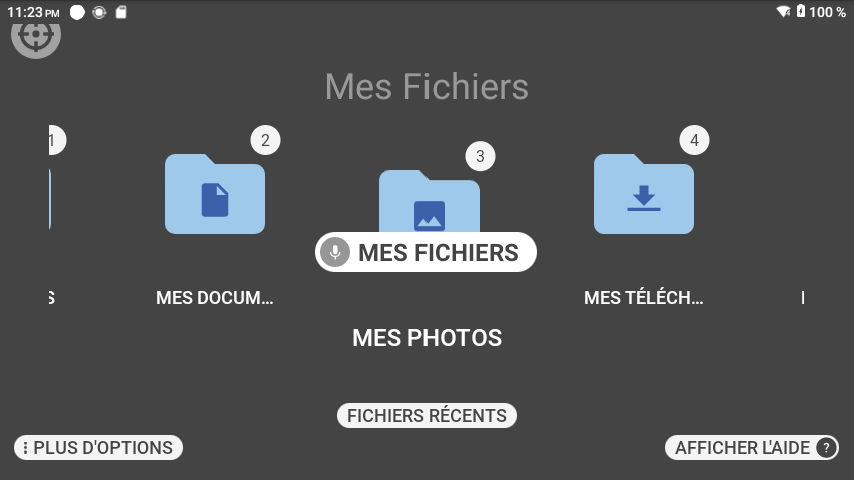 11:23 PM
100 %
Mes Fichiers
1
2
3
4
MES FICHIERS
S
MES DOCUM...
MES TÉLÉCH...
MES PHOTOS
FICHIERS RÉCENTS
PLUS D'OPTIONS
AFFICHER L'AIDE ?